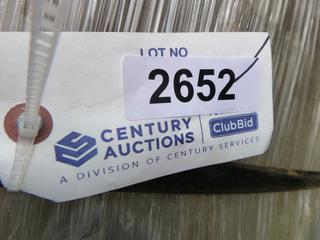 LOT NO
2652
CENTURY
AUCTIONS
ClubBid
A DIVISION OF CENTURY SERVICES